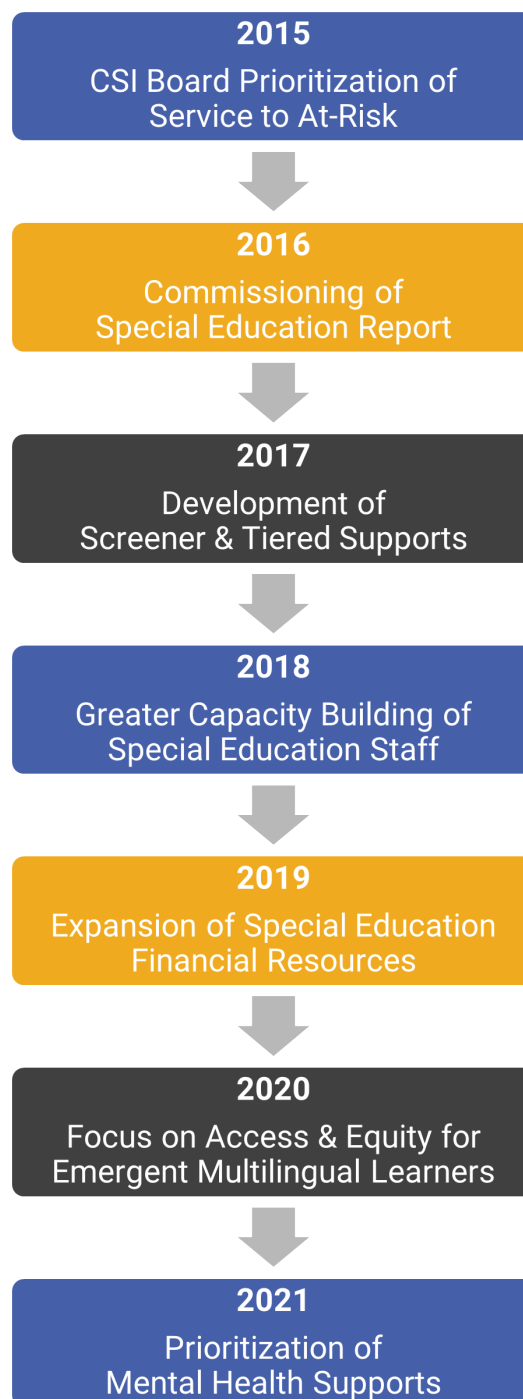 2015
CSI Board Prioritization of
Service to At-Risk
2016
Commissioning of
Special Education Report
2017
Development of
Screener & Tiered Supports
2018
Greater Capacity Building of
Special Education Staff
2019
Expansion of Special Education
Financial Resources
2020
Focus on Access & Equity for
Emergent Multilingual Learners
2021
Prioritization of
Mental Health Supports